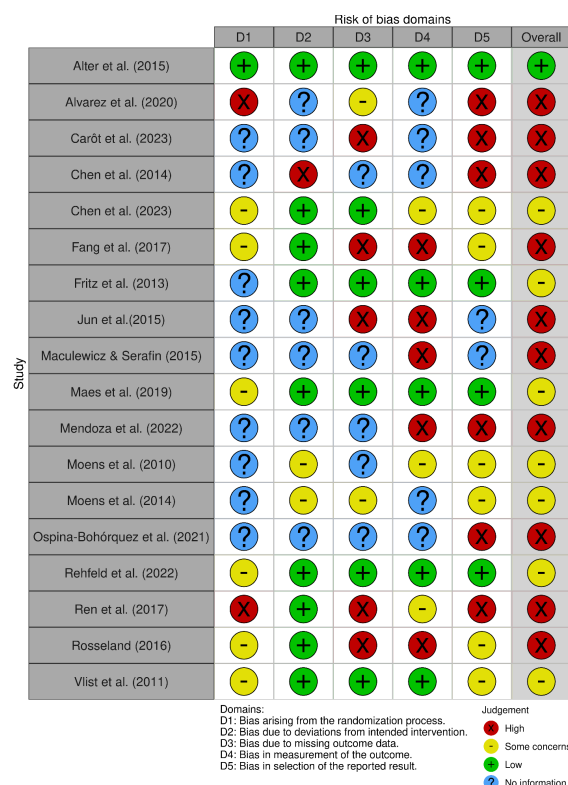 Risk of bias domains
D1 D2 D3 D4 D5 Overall
Study
Alter et al. (2015) + + + + + +
Alvarez et al. (2020) X ? - ? X X
Carôt et al. (2023) ? ? X ? X X
Chen et al. (2014) ? X ? ? X X
Chen et al. (2023) - + + - - -
Fang et al. (2017) - + X X - X
Fritz et al. (2013) ? + + + + -
Jun et al.(2015) ? ? X X ? X
Maculewicz & Serafin (2015) ? ? ? X ? X
Maes et al. (2019) - + + + + -
Mendoza et al. (2022) ? ? ? X X X
Moens et al. (2010) ? - ? - - -
Moens et al. (2014) ? - - ? - -
Ospina-Bohórquez et al. (2021) ? ? ? ? X X
Rehfeld et al. (2022) - + + + + -
Ren et al. (2017) X + X - X X
Rosseland (2016) - + X X - X
Vlist et al. (2011) - + + + - -
Domains:
D1: Bias arising from the randomization process.
D2: Bias due to deviations from intended intervention.
D3: Bias due to missing outcome data.
D4: Bias in measurement of the outcome.
D5: Bias in selection of the reported result.
Judgement
X High
- Some concerns
+ Low
? No information